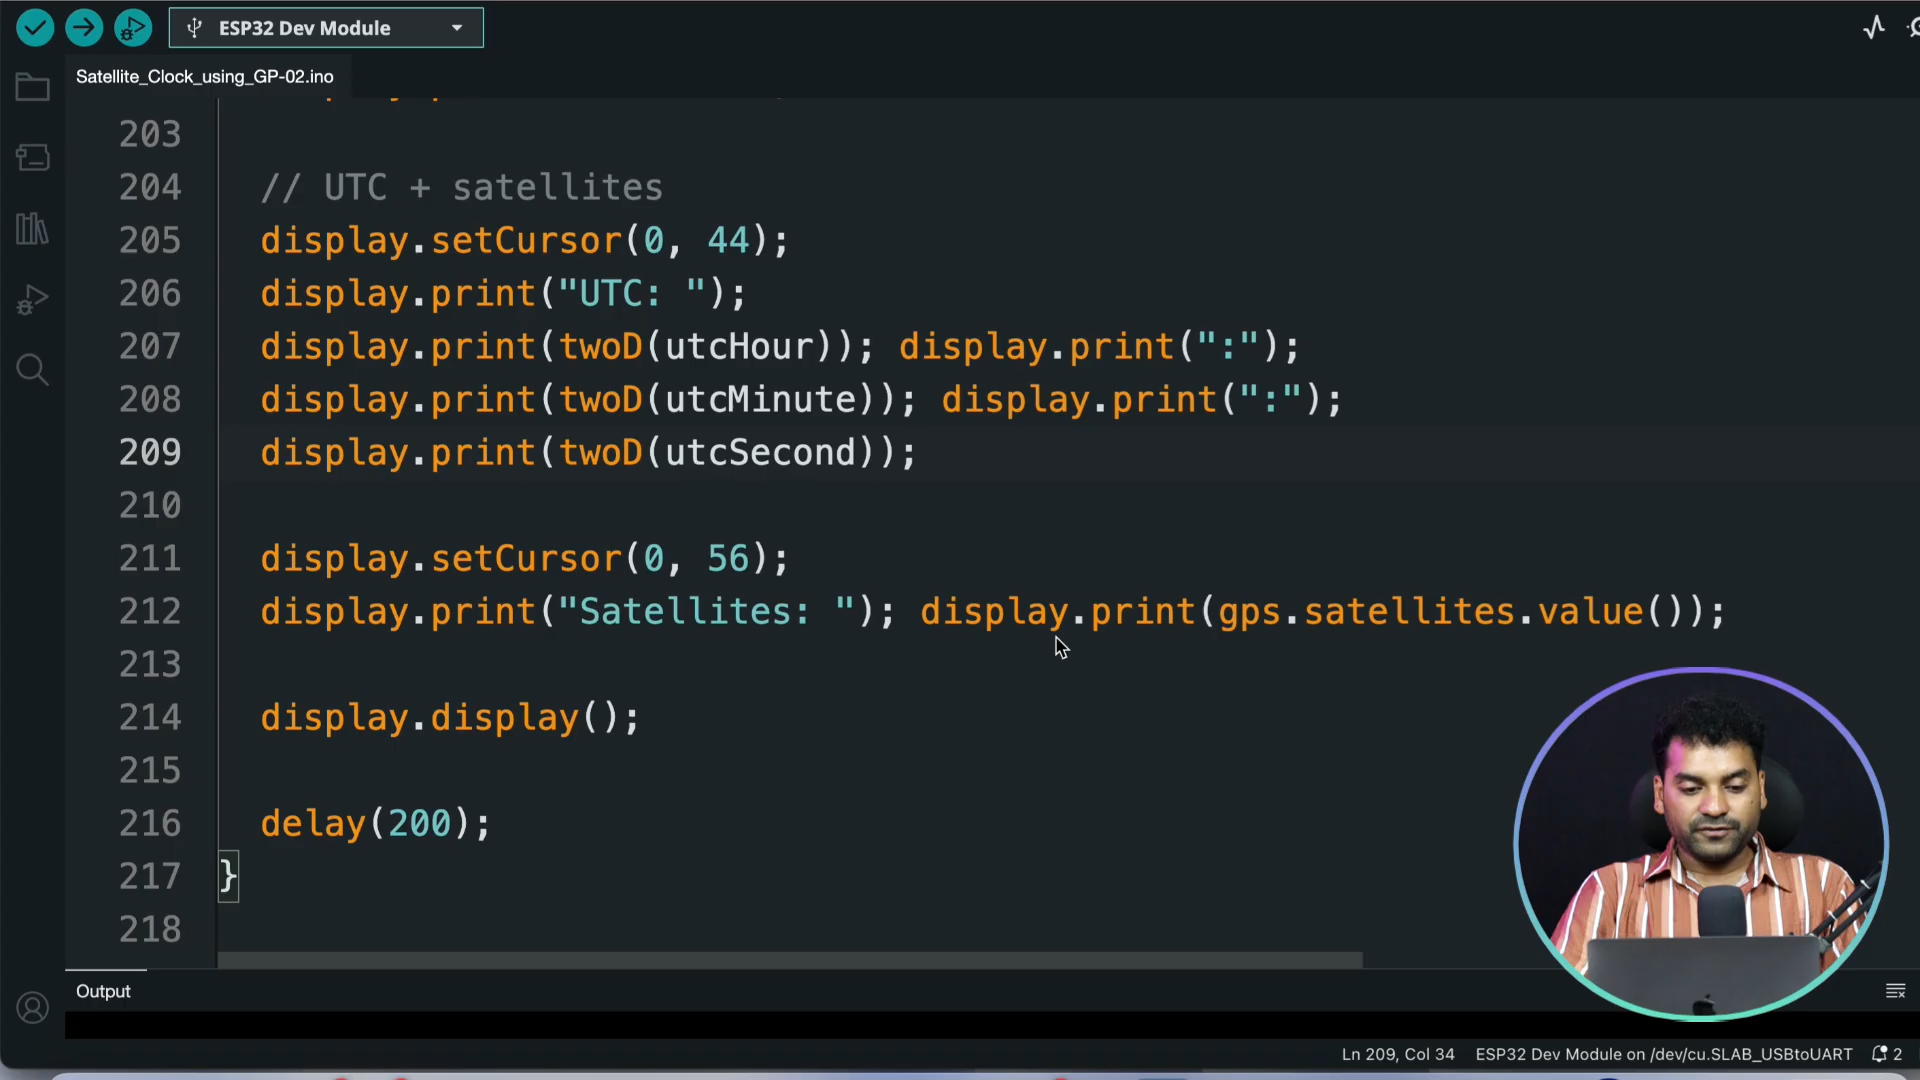 ESP32 Dev Module
Satellite_Clock_using_GP-02.ino
203
204 // UTC + satellites
205 display.setCursor(0, 44);
206 display.print("UTC: ");
207 display.print(twoD(utcHour)); display.print(":");
208 display.print(twoD(utcMinute)); display.print(":");
209 display.print(twoD(utcSecond));
210
211 display.setCursor(0, 56);
212 display.print("Satellites: "); display.print(gps.satellites.value());
213
214 display.display();
215
216 delay(200);
217 }
218
Output
Ln 209, Col 34 ESP32 Dev Module on /dev/cu.SLAB_USBtoUART 2